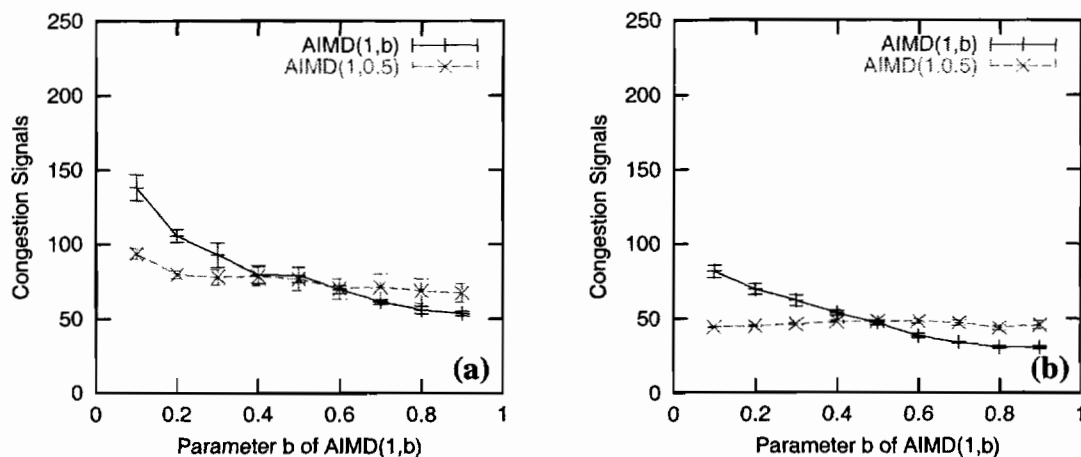 250
200
150
100
50
0
Congestion Signals
AIMD(1,b)
AIMD(1,0.5)
(a)
0 0.2 0.4 0.6 0.8 1
Parameter b of AIMD(1,b)
250
200
150
100
50
0
Congestion Signals
AIMD(1,b)
AIMD(1,0.5)
(b)
0 0.2 0.4 0.6 0.8 1
Parameter b of AIMD(1,b)